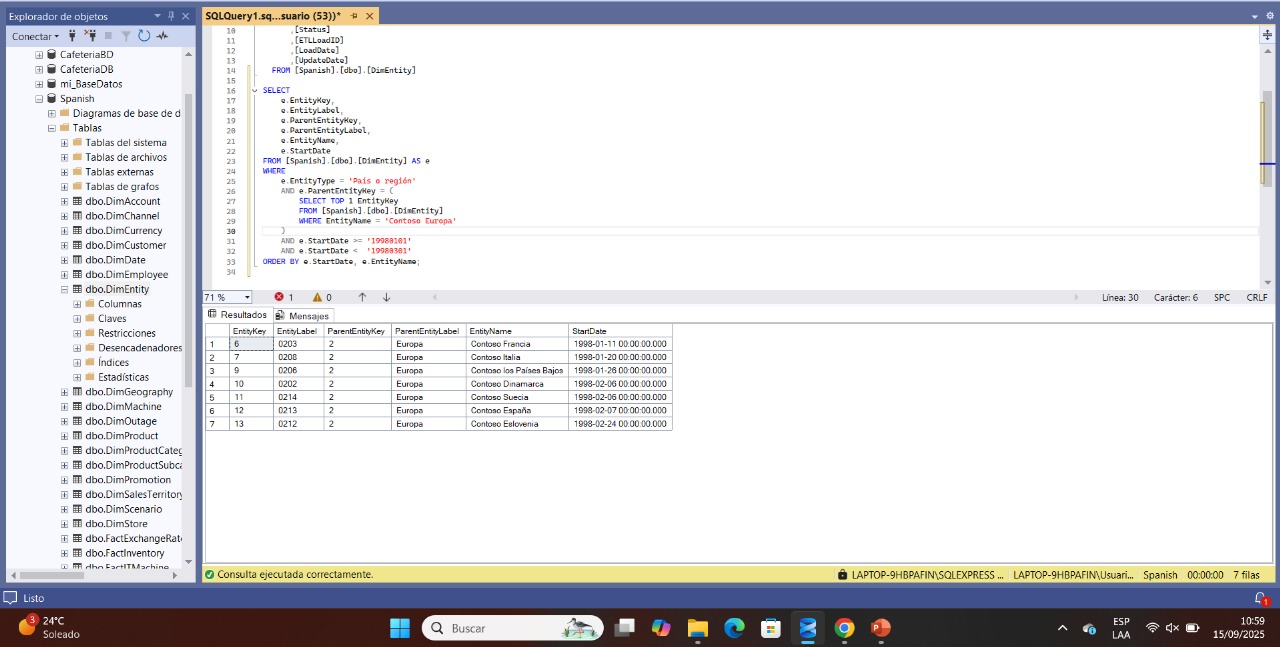 Explorador de objetos
SQLQuery1.sq...suario (53))*
Conectar
CafeteriaBD
CafeteriaDB
mi_BaseDatos
Spanish
Diagramas de base de d
Tablas
Tablas del sistema
Tablas de archivos
Tablas externas
Tablas de grafos
dbo.DimAccount
dbo.DimChannel
dbo.DimCurrency
dbo.DimCustomer
dbo.DimDate
dbo.DimEmployee
dbo.DimEntity
Columnas
Claves
Restricciones
Desencadenadores
Índices
Estadísticas
dbo.DimGeography
dbo.DimMachine
dbo.DimOutage
dbo.DimProduct
dbo.DimProductCateg
dbo.DimProductSubca
dbo.DimPromotion
dbo.DimSalesTerritory
dbo.DimScenario
dbo.DimStore
dbo.FactExchangeRat
dbo.FactInventory
dbo.FactITMachine
10 ,[Status]
11 ,[ETLLoadID]
12 ,[LoadDate]
13 ,[UpdateDate]
14 FROM [Spanish].[dbo].[DimEntity]
15
16 SELECT
17 e.EntityKey,
18 e.EntityLabel,
19 e.ParentEntityKey,
20 e.ParentEntityLabel,
21 e.EntityName,
22 e.StartDate
23 FROM [Spanish].[dbo].[DimEntity] AS e
24 WHERE
25 e.EntityType = 'País o región'
26 AND e.ParentEntityKey = (
27 SELECT TOP 1 EntityKey
28 FROM [Spanish].[dbo].[DimEntity]
29 WHERE EntityName = 'Contoso Europa'
30 )
31 AND e.StartDate >= '19980101'
32 AND e.StartDate < '19980301'
33 ORDER BY e.StartDate, e.EntityName;
34
71 % 1 0 Línea: 30 Carácter: 6 SPC CRLF
Resultados Mensajes
EntityKey EntityLabel ParentEntityKey ParentEntityLabel EntityName StartDate
1 6 0203 2 Europa Contoso Francia 1998-01-11 00:00:00.000
2 7 0208 2 Europa Contoso Italia 1998-01-20 00:00:00.000
3 9 0206 2 Europa Contoso los Países Bajos 1998-01-26 00:00:00.000
4 10 0202 2 Europa Contoso Dinamarca 1998-02-06 00:00:00.000
5 11 0214 2 Europa Contoso Suecia 1998-02-06 00:00:00.000
6 12 0213 2 Europa Contoso España 1998-02-07 00:00:00.000
7 13 0212 2 Europa Contoso Eslovenia 1998-02-24 00:00:00.000
Consulta ejecutada correctamente. LAPTOP-9HBPAFIN\SQLEXPRESS ... LAPTOP-9HBPAFIN\Usuari... Spanish 00:00:00 7 filas
Listo
1
3
24°C
Soleado
Buscar
ESP
LAA
10:59
15/09/2025